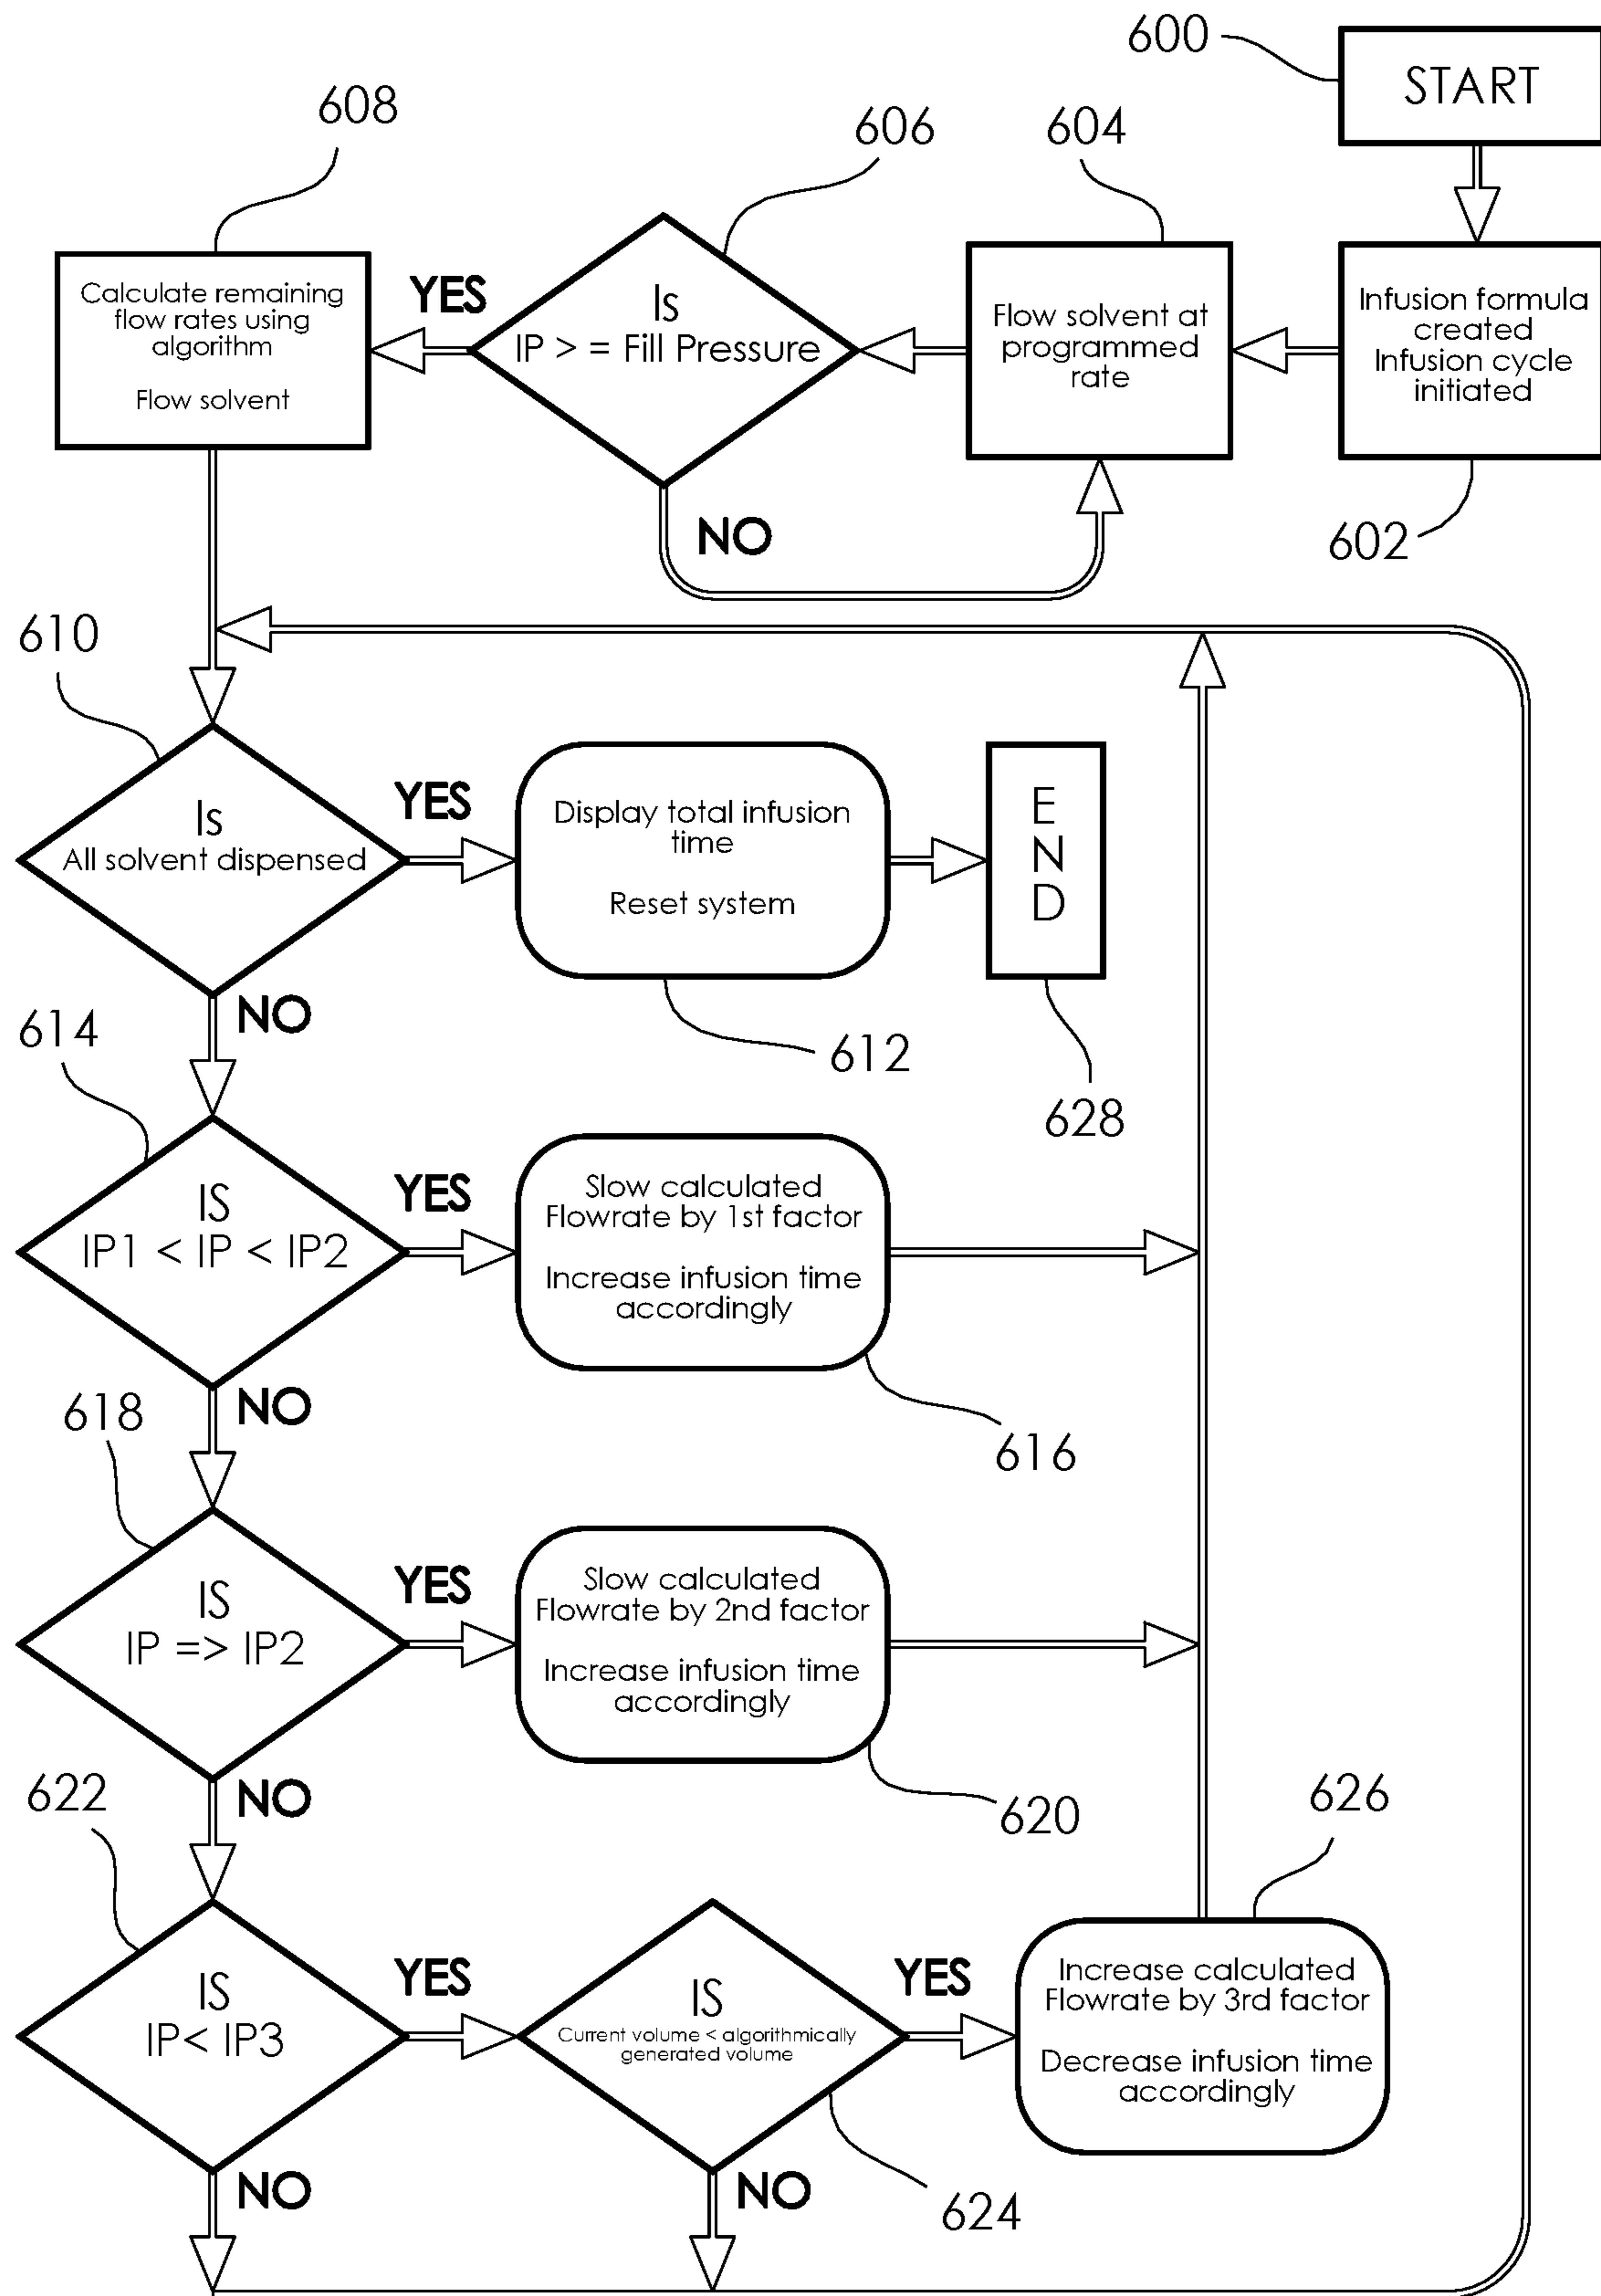 600
START
608
606
604
Calculate remaining
flow rates using
algorithm
Flow solvent
YES
Is
IP > = Fill Pressure
Flow solvent at
programmed
rate
Infusion formula
created
Infusion cycle
initiated
NO
602
610
Is
All solvent dispensed
YES
Display total infusion
time
Reset system
E
N
D
NO
612
628
614
IS
IP1 < IP < IP2
YES
Slow calculated
Flowrate by 1st factor
Increase infusion time
accordingly
NO
616
618
IS
IP => IP2
YES
Slow calculated
Flowrate by 2nd factor
Increase infusion time
accordingly
NO
620
622
626
IS
IP< IP3
YES
IS
Current volume < algorithmically
generated volume
YES
Increase calculated
Flowrate by 3rd factor
Decrease infusion time
accordingly
NO
NO
624